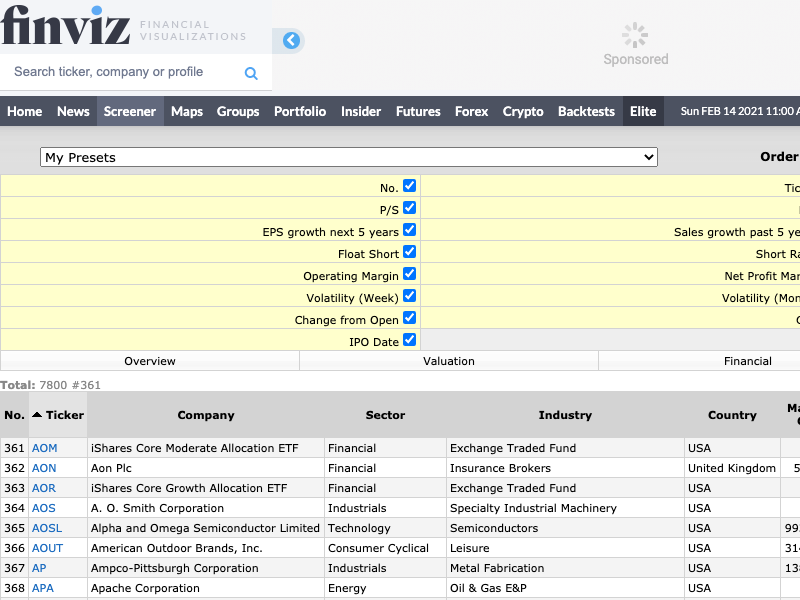 finviz FINANCIAL
VISUALIZATIONS
Search ticker, company or profile
Sponsored
Home News Screener Maps Groups Portfolio Insider Futures Forex Crypto Backtests Elite Sun FEB 14 2021 11:00 A
My Presets Order
No. Tic
P/S
EPS growth next 5 years Sales growth past 5 ye
Float Short Short Ra
Operating Margin Net Profit Mar
Volatility (Week) Volatility (Mon
Change from Open
IPO Date
Overview Valuation Financial
Total: 7800 #361
No. Ticker Company Sector Industry Country Ma
361 AOM iShares Core Moderate Allocation ETF Financial Exchange Traded Fund USA
362 AON Aon Plc Financial Insurance Brokers United Kingdom 5
363 AOR iShares Core Growth Allocation ETF Financial Exchange Traded Fund USA
364 AOS A. O. Smith Corporation Industrials Specialty Industrial Machinery USA
365 AOSL Alpha and Omega Semiconductor Limited Technology Semiconductors USA 99
366 AOUT American Outdoor Brands, Inc. Consumer Cyclical Leisure USA 31
367 AP Ampco-Pittsburgh Corporation Industrials Metal Fabrication USA 13
368 APA Apache Corporation Energy Oil & Gas E&P USA